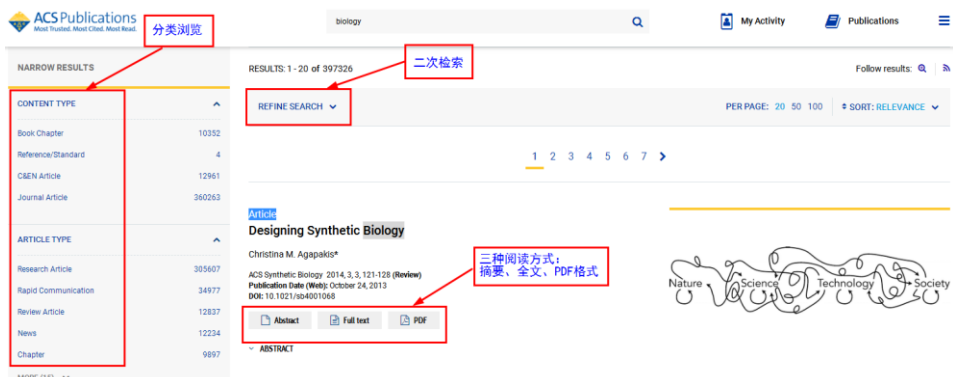 ACS Publications
Most Trusted. Most Cited. Most Read.
分类浏览
biology
My Activity
Publications
NARROW RESULTS
RESULTS: 1 - 20 of 397326
二次检索
Follow results:
CONTENT TYPE
REFINE SEARCH
PER PAGE: 20 50 100
SORT: RELEVANCE
Book Chapter 10352
Reference/Standard 4
C&EN Article 12961
Journal Article 360263
1 2 3 4 5 6 7
ARTICLE TYPE
Research Article 305607
Rapid Communication 34977
Review Article 12837
News 12234
Chapter 9897
Article
Designing Synthetic Biology
Christina M. Agapakis*
ACS Synthetic Biology 2014, 3, 3, 121-128 (Review)
Publication Date (Web): October 24, 2013
DOI: 10.1021/sb4001068
三种阅读方式：
摘要、全文、PDF格式
Abstract Full text PDF
ABSTRACT
Nature Science Technology Society